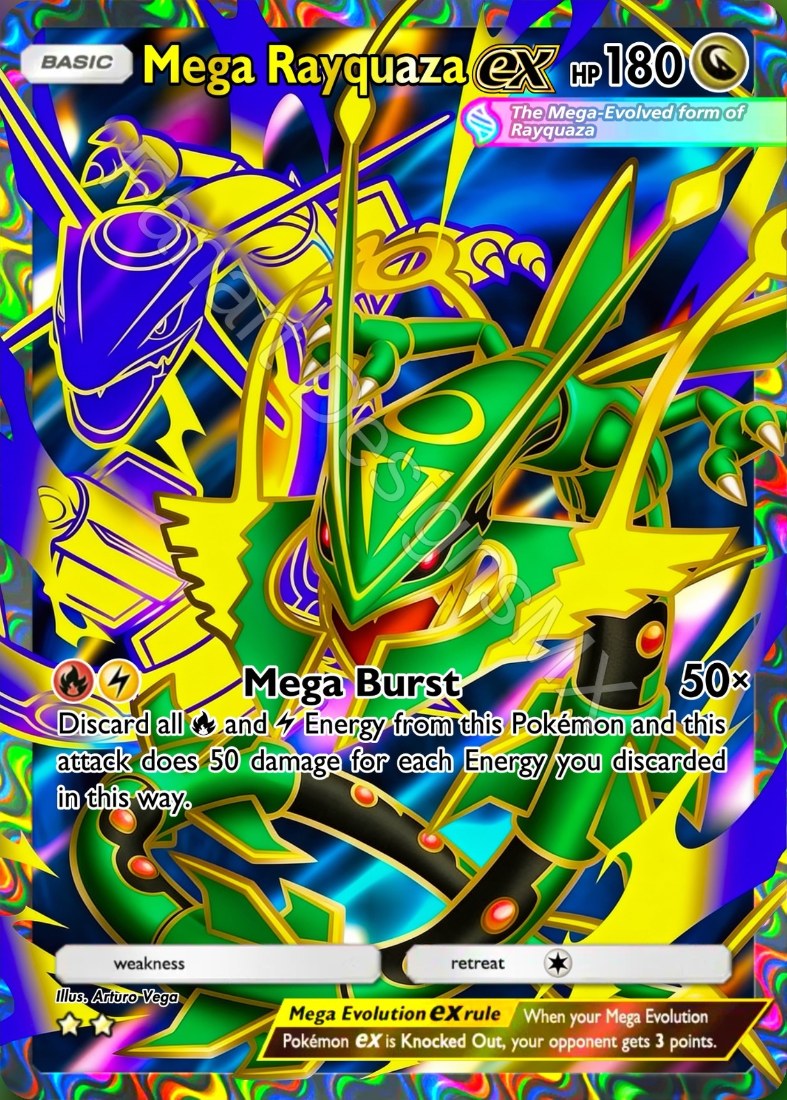 BASIC Mega Rayquaza ex HP 180
The Mega-Evolved form of
Rayquaza
Mega Burst 50×
Discard all and Energy from this Pokémon and this
attack does 50 damage for each Energy you discarded
in this way.
weakness retreat
Illus. Arturo Vega
Mega Evolution ex rule When your Mega Evolution
Pokémon ex is Knocked Out, your opponent gets 3 points.